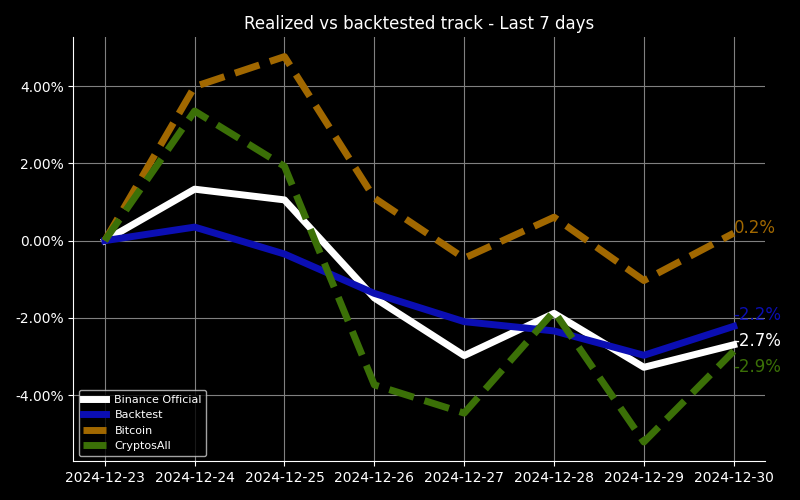 Realized vs backtested track - Last 7 days
4.00%
2.00%
0.00%
-2.00%
-4.00%
0.2%
-2.2%
-2.7%
-2.9%
Binance Official
Backtest
Bitcoin
CryptosAll
2024-12-23 2024-12-24 2024-12-25 2024-12-26 2024-12-27 2024-12-28 2024-12-29 2024-12-30